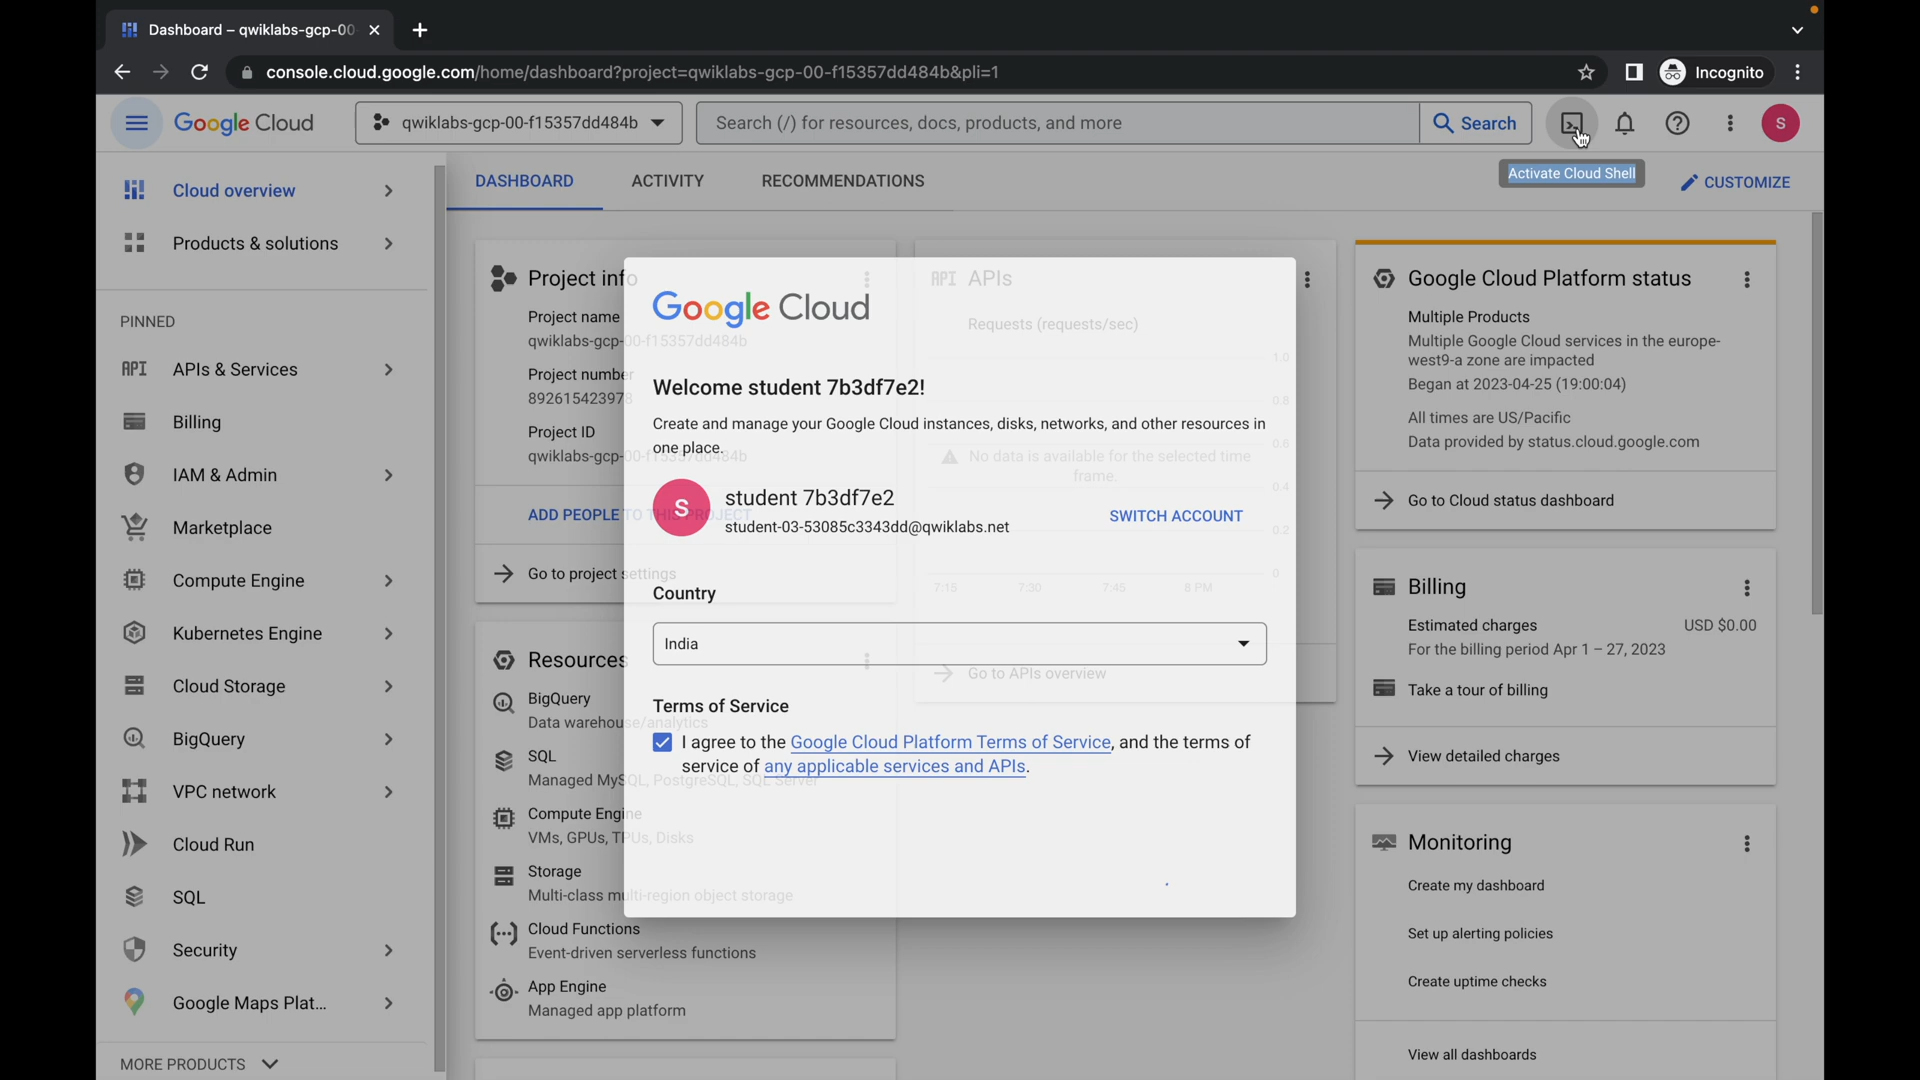 Dashboard – qwiklabs-gcp-00
console.cloud.google.com/home/dashboard?project=qwiklabs-gcp-00-f15357dd484b&pli=1
Incognito
Google Cloud
qwiklabs-gcp-00-f15357dd484b
Search (/) for resources, docs, products, and more
Search
S
Activate Cloud Shell
Cloud overview
Products & solutions
PINNED
API APIs & Services
Billing
IAM & Admin
Marketplace
Compute Engine
Kubernetes Engine
Cloud Storage
BigQuery
VPC network
Cloud Run
SQL
Security
Google Maps Plat...
MORE PRODUCTS
DASHBOARD
ACTIVITY
RECOMMENDATIONS
CUSTOMIZE
Project info
Project name
qwiklabs-gcp-00-f15357dd484b
Project number
892615423978
Project ID
qwiklabs-gcp-00-f15357dd484b
ADD PEOPLE TO THIS PROJECT
Go to project settings
Resources
BigQuery
Data warehouse/analytics
SQL
Managed MySQL, PostgreSQL, SQL Server
Compute Engine
VMs, GPUs, TPUs, Disks
Storage
Multi-class multi-region object storage
Cloud Functions
Event-driven serverless functions
App Engine
Managed app platform
API APIs
Requests (requests/sec)
1.0
0.8
0.6
0.4
0.2
0
No data is available for the selected time
frame.
7:15
7:30
7:45
8 PM
Go to APIs overview
Google Cloud
Welcome student 7b3df7e2!
Create and manage your Google Cloud instances, disks, networks, and other resources in
one place.
S
student 7b3df7e2
student-03-53085c3343dd@qwiklabs.net
SWITCH ACCOUNT
Country
India
Terms of Service
I agree to the Google Cloud Platform Terms of Service, and the terms of
service of any applicable services and APIs.
Google Cloud Platform status
Multiple Products
Multiple Google Cloud services in the europe-
west9-a zone are impacted
Began at 2023-04-25 (19:00:04)
All times are US/Pacific
Data provided by status.cloud.google.com
Go to Cloud status dashboard
Billing
Estimated charges
USD $0.00
For the billing period Apr 1 – 27, 2023
Take a tour of billing
View detailed charges
Monitoring
Create my dashboard
Set up alerting policies
Create uptime checks
View all dashboards